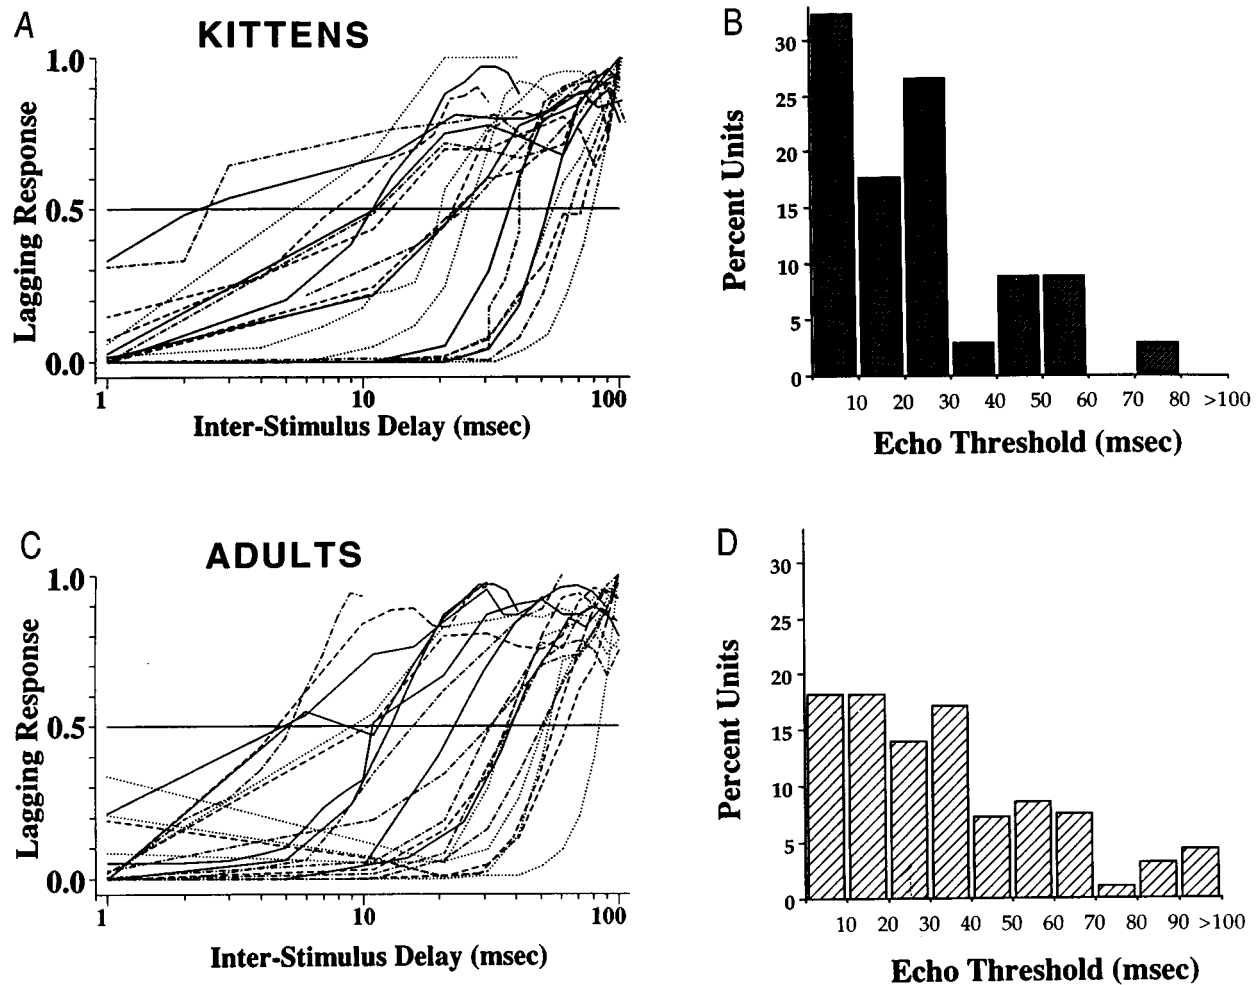 A
KITTENS
1.0
0.5
0.0
Lagging Response
1 10 100
Inter-Stimulus Delay (msec)
B
30
25
20
15
10
5
0
Percent Units
10 20 30 40 50 60 70 80 >100
Echo Threshold (msec)
C
ADULTS
1.0
0.5
0.0
Lagging Response
1 10 100
Inter-Stimulus Delay (msec)
D
30
25
20
15
10
5
0
Percent Units
10 20 30 40 50 60 70 80 90 >100
Echo Threshold (msec)